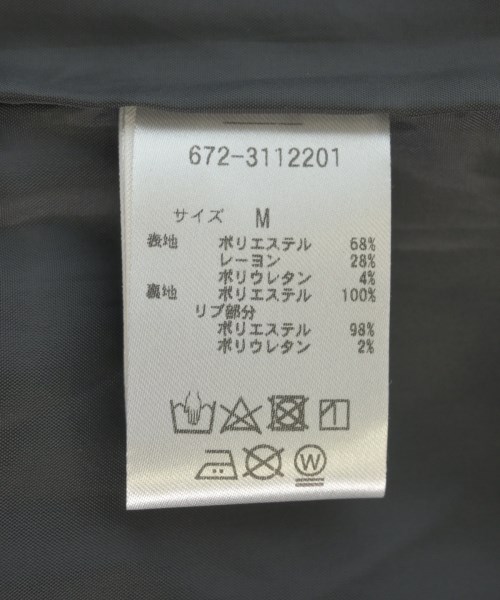 672-3112201
サイズ M
表地 ポリエステル 68%
レーヨン 28%
ポリウレタン 4%
裏地 ポリエステル 100%
リブ部分
ポリエステル 98%
ポリウレタン 2%
W